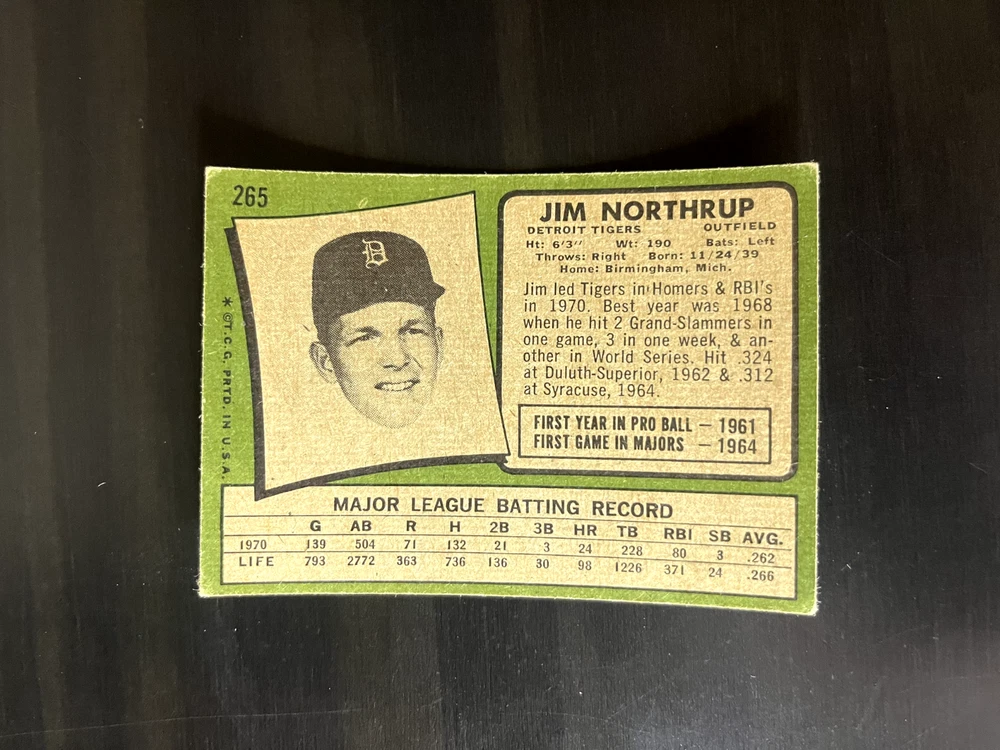 265
D
* ©T.C.G. PRTD. IN U.S.A.
JIM NORTHRUP
DETROIT TIGERS OUTFIELD
Ht: 6'3" Wt: 190 Bats: Left
Throws: Right Born: 11/24/39
Home: Birmingham, Mich.
Jim led Tigers in Homers & RBI's
in 1970. Best year was 1968
when he hit 2 Grand-Slammers in
one game, 3 in one week, & an-
other in World Series. Hit .324
at Duluth-Superior, 1962 & .312
at Syracuse, 1964.
FIRST YEAR IN PRO BALL — 1961
FIRST GAME IN MAJORS — 1964
MAJOR LEAGUE BATTING RECORD
G AB R H 2B 3B HR TB RBI SB AVG.
1970 139 504 71 132 21 3 24 228 80 3 .262
LIFE 793 2772 363 736 136 30 98 1226 371 24 .266